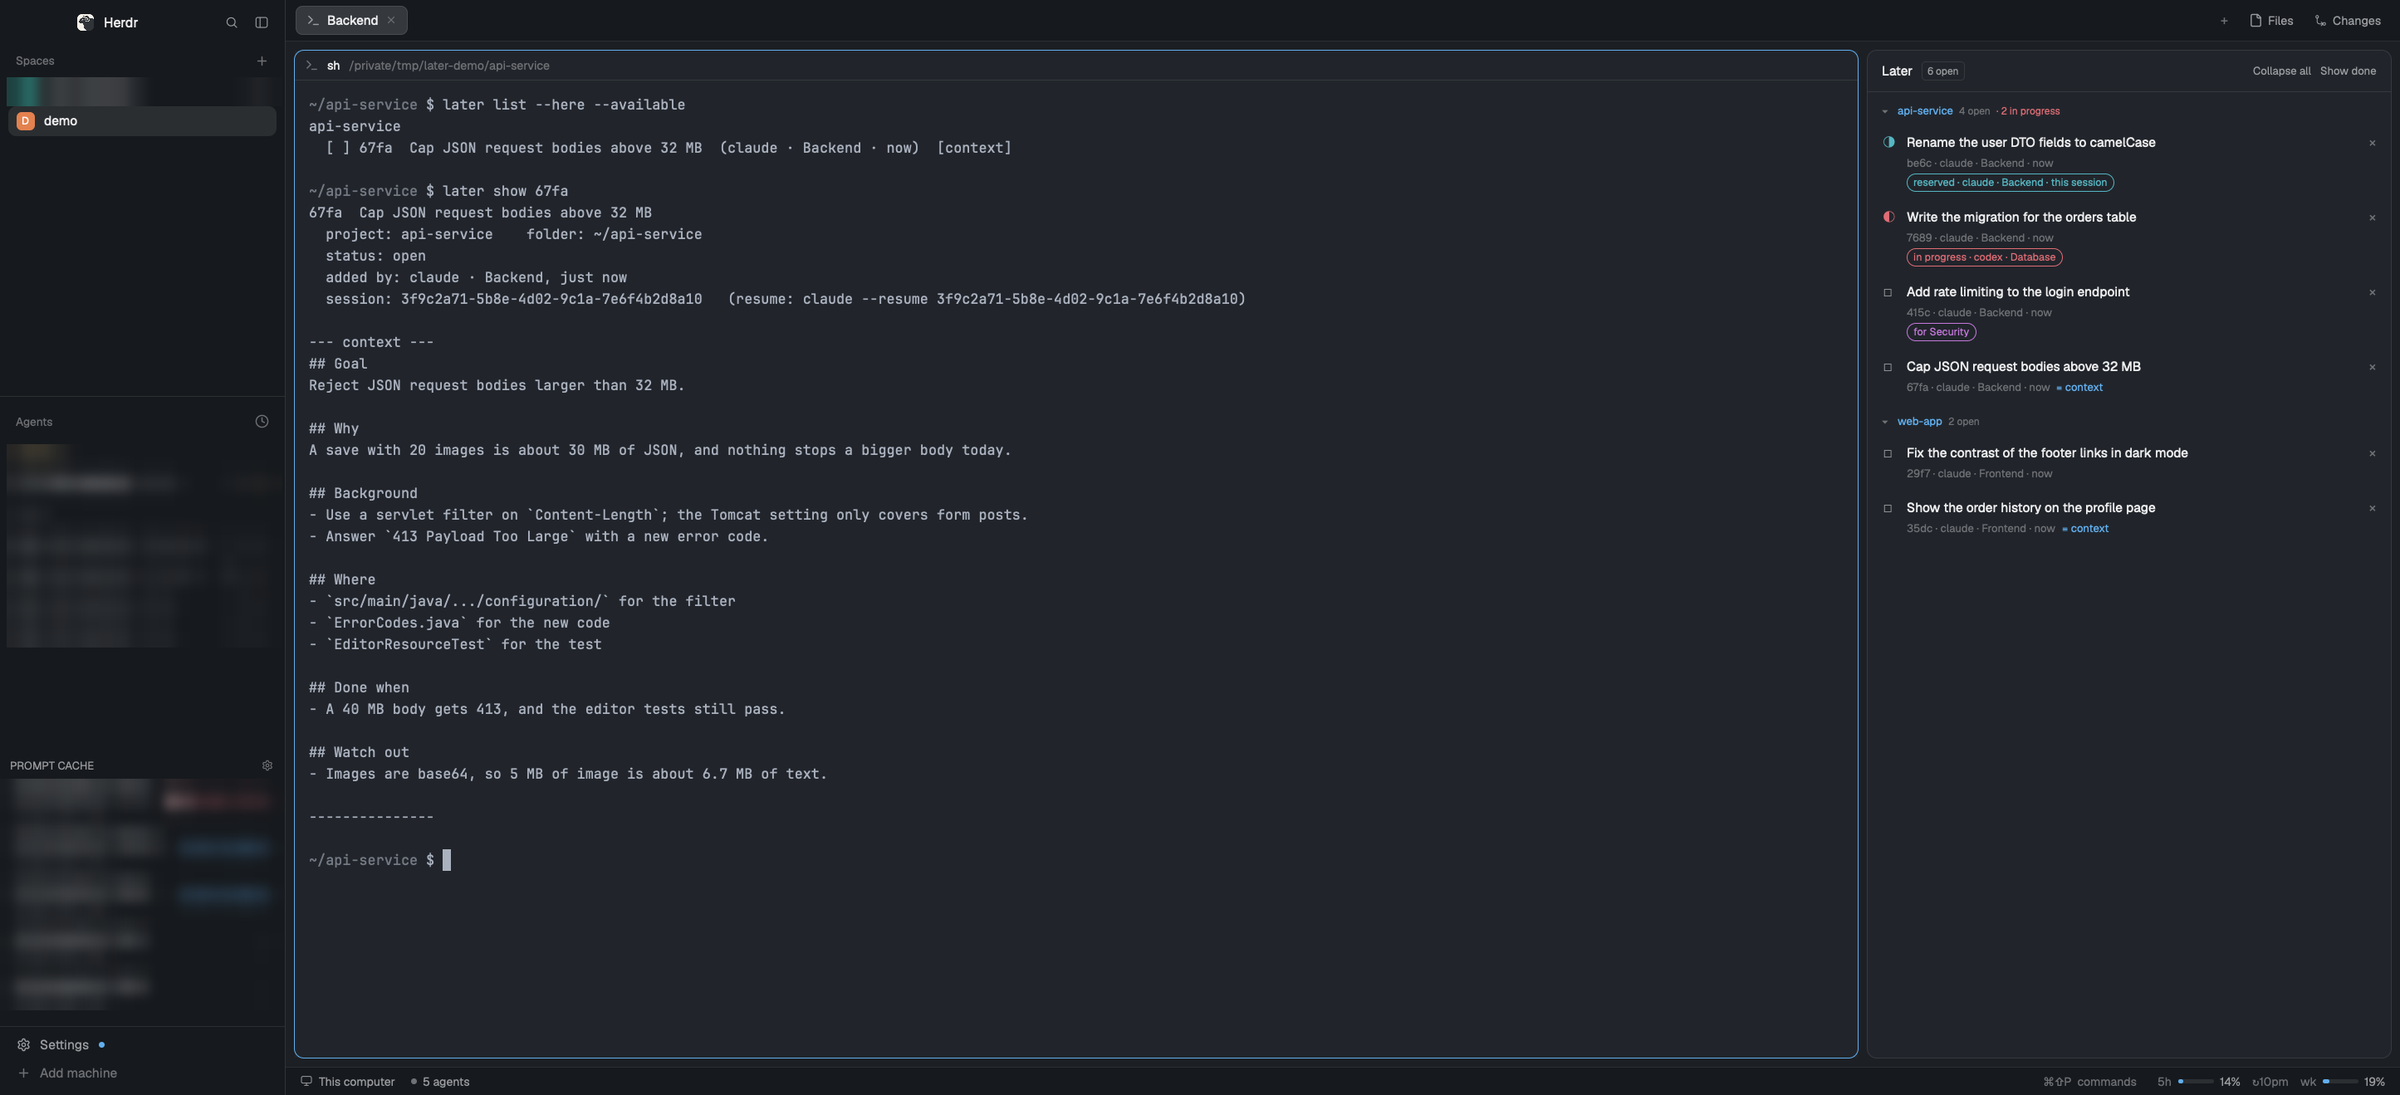 Herdr
Spaces
D demo
Agents
PROMPT CACHE
Settings
Add machine
Backend
Files
Changes
sh /private/tmp/later-demo/api-service
~/api-service $ later list --here --available
api-service
[ ] 67fa Cap JSON request bodies above 32 MB (claude · Backend · now) [context]
~/api-service $ later show 67fa
67fa Cap JSON request bodies above 32 MB
project: api-service folder: ~/api-service
status: open
added by: claude · Backend, just now
session: 3f9c2a71-5b8e-4d02-9c1a-7e6f4b2d8a10 (resume: claude --resume 3f9c2a71-5b8e-4d02-9c1a-7e6f4b2d8a10)
--- context ---
## Goal
Reject JSON request bodies larger than 32 MB.
## Why
A save with 20 images is about 30 MB of JSON, and nothing stops a bigger body today.
## Background
- Use a servlet filter on `Content-Length`; the Tomcat setting only covers form posts.
- Answer `413 Payload Too Large` with a new error code.
## Where
- `src/main/java/.../configuration/` for the filter
- `ErrorCodes.java` for the new code
- `EditorResourceTest` for the test
## Done when
- A 40 MB body gets 413, and the editor tests still pass.
## Watch out
- Images are base64, so 5 MB of image is about 6.7 MB of text.
---------------
~/api-service $
Later 6 open Collapse all Show done
api-service 4 open · 2 in progress
Rename the user DTO fields to camelCase
be6c · claude · Backend · now
reserved · claude · Backend · this session
Write the migration for the orders table
7689 · claude · Backend · now
in progress · codex · Database
Add rate limiting to the login endpoint
415c · claude · Backend · now
for Security
Cap JSON request bodies above 32 MB
67fa · claude · Backend · now ≡ context
web-app 2 open
Fix the contrast of the footer links in dark mode
29f7 · claude · Frontend · now
Show the order history on the profile page
35dc · claude · Frontend · now ≡ context
This computer 5 agents
⌘⇧P commands 5h 14% ↻10pm wk 19%